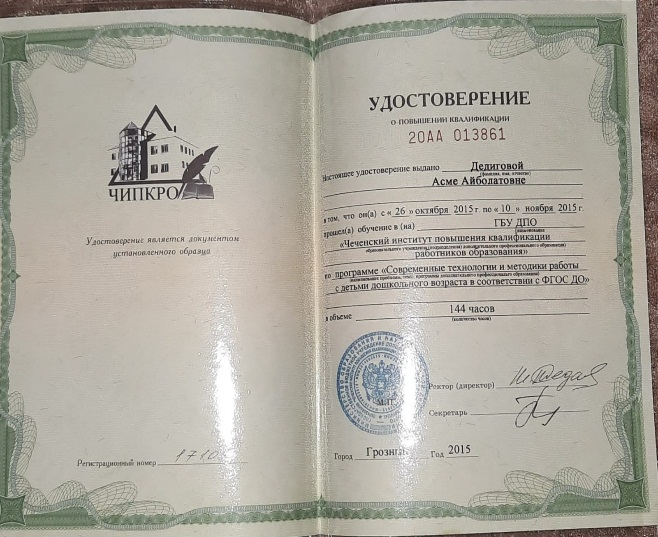 ЧИПКРО
Удостоверение является документом
установленного образца
Регистрационный номер
УДОСТОВЕРЕНИЕ
О ПОВЫШЕНИИ КВАЛИФИКАЦИИ
20АА 013861
Настоящее удостоверение выдано Дедиговой
(фамилия, имя, отчество)
Асме Айболатовне
в том, что он(а) с « 26 » октября 2015 г. по « 10 » ноября 2015 г.
прошел(а) обучение в (на) ГБУ ДПО
(наименование
«Чеченский институт повышения квалификации
образовательного учреждения (подразделения) дополнительного профессионального образования)
работников образования»
по программе «Современные технологии и методики работы
(наименование проблемы, темы, программы дополнительного профессионального образования)
с детьми дошкольного возраста в соответствии с ФГОС ДО»
в объеме 144 часов
(количество часов)
М.П.
Ректор (директор)
Секретарь
Город Грозный Год 2015